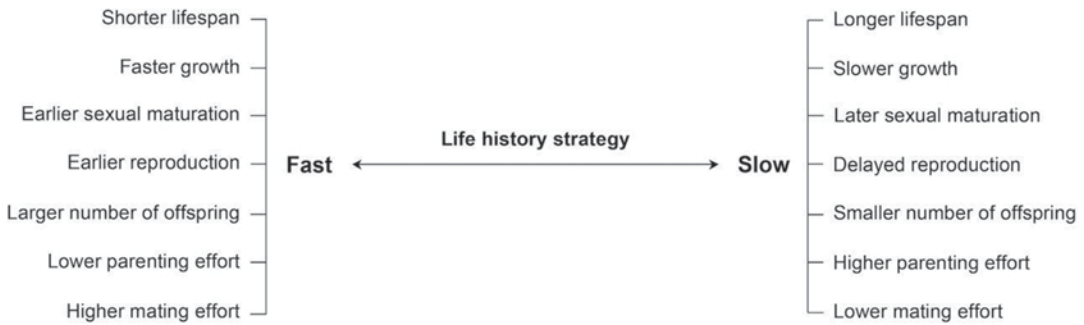 Shorter lifespan
Faster growth
Earlier sexual maturation
Earlier reproduction
Larger number of offspring
Lower parenting effort
Higher mating effort
Fast
Life history strategy
Slow
Longer lifespan
Slower growth
Later sexual maturation
Delayed reproduction
Smaller number of offspring
Higher parenting effort
Lower mating effort